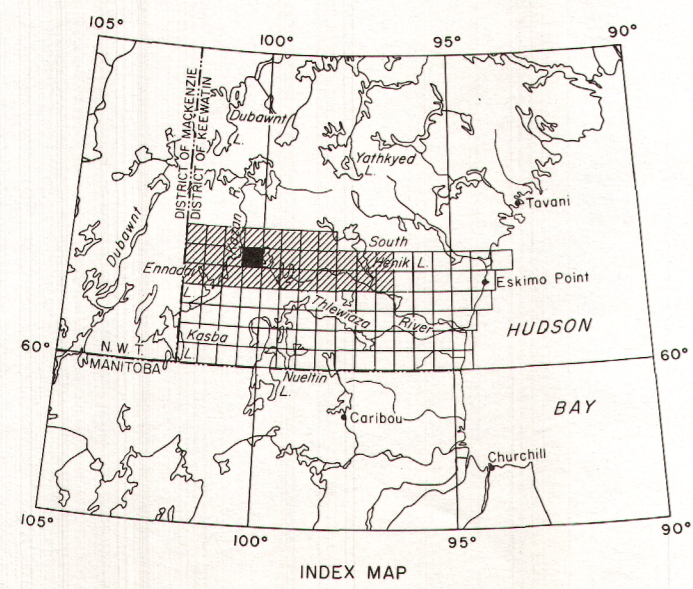 105°
100°
95°
90°
DISTRICT OF MACKENZIE
DISTRICT OF KEEWATIN
Dubawnt
L.
R.
Yathkyed
L.
Tavani
Dubawnt
Kazan
R.
South
Henik L.
Ennadai
L.
Eskimo Point
Thlewiaza
River
HUDSON
Kasba
L.
60°
N.W.T.
MANITOBA
60°
Nueltin
L.
BAY
Caribou
Churchill
105°
100°
95°
90°
INDEX MAP